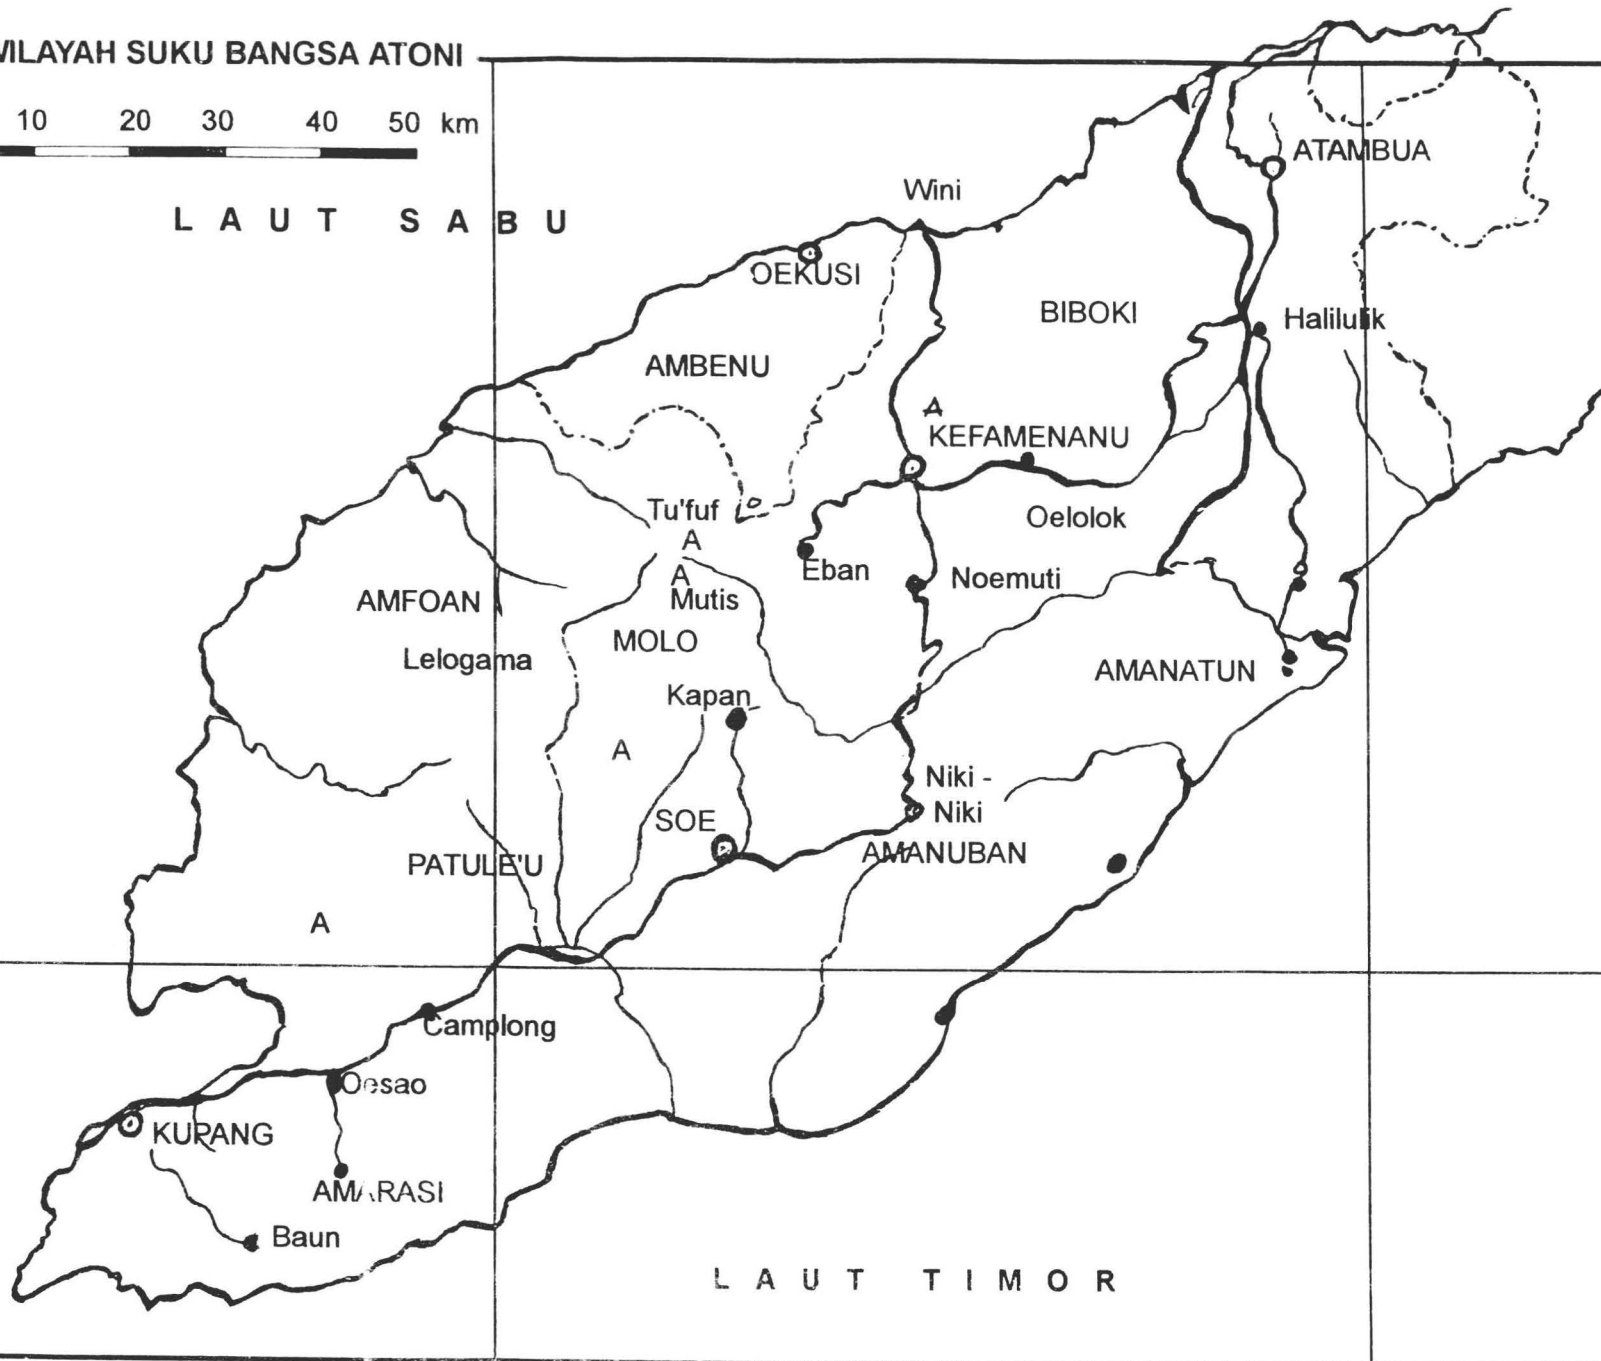 WILAYAH SUKU BANGSA ATONI
10 20 30 40 50 km
LAUT SABU
ATAMBUA
Wini
OEKUSI
BIBOKI
Halilulik
AMBENU
A
KEFAMENANU
Tu'fuf
A
Oelolok
Eban
Noemuti
A
Mutis
AMFOAN
MOLO
Lelogama
AMANATUN
Kapan
A
Niki -
Niki
SOE
AMANUBAN
PATULE'U
A
Camplong
Oesao
KUPANG
AMARASI
Baun
LAUT TIMOR